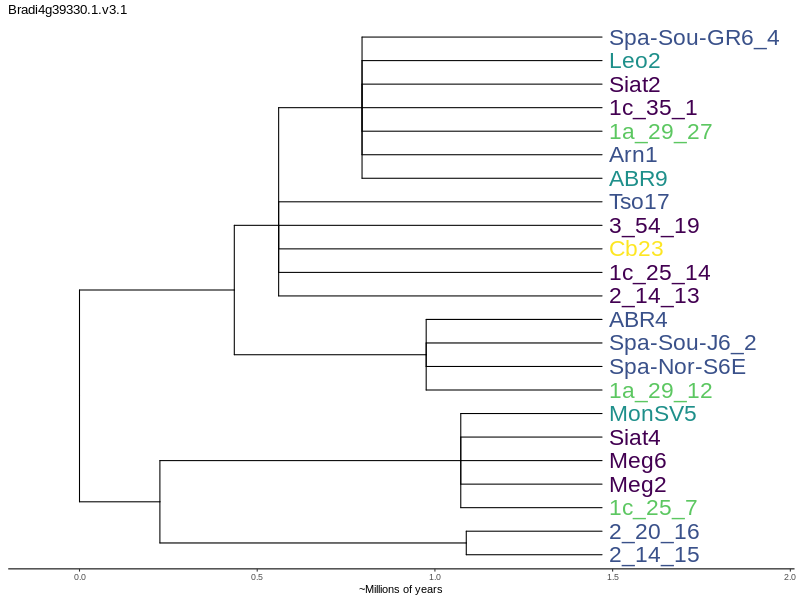 Bradi4g39330.1.v3.1
Spa-Sou-GR6_4
Leo2
Siat2
1c_35_1
1a_29_27
Arn1
ABR9
Tso17
3_54_19
Cb23
1c_25_14
2_14_13
ABR4
Spa-Sou-J6_2
Spa-Nor-S6E
1a_29_12
MonSV5
Siat4
Meg6
Meg2
1c_25_7
2_20_16
2_14_15
0.0 0.5 1.0 1.5 2.0
~Millions of years